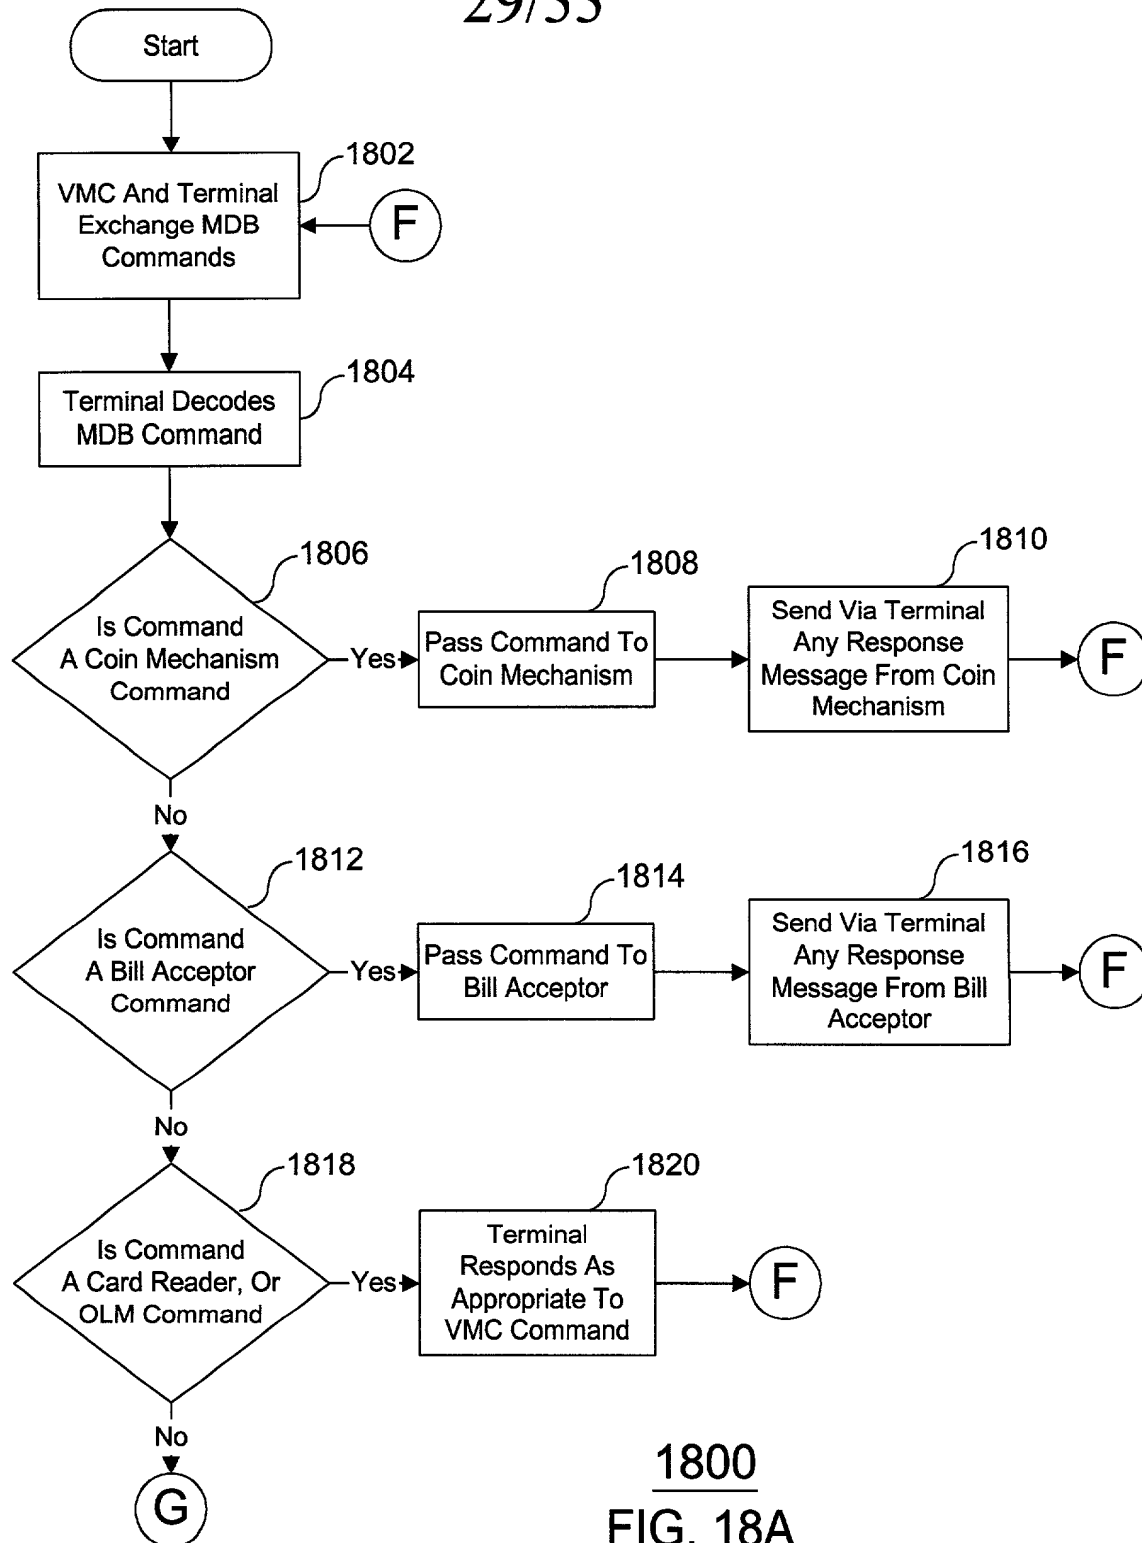 29/55
Start
1802
VMC And Terminal
Exchange MDB
Commands
F
1804
Terminal Decodes
MDB Command
1806
Is Command
A Coin Mechanism
Command
Yes
1808
Pass Command To
Coin Mechanism
1810
Send Via Terminal
Any Response
Message From Coin
Mechanism
F
No
1812
Is Command
A Bill Acceptor
Command
Yes
1814
Pass Command To
Bill Acceptor
1816
Send Via Terminal
Any Response
Message From Bill
Acceptor
F
No
1818
Is Command
A Card Reader, Or
OLM Command
Yes
1820
Terminal
Responds As
Appropriate To
VMC Command
F
No
G
1800
FIG. 18A